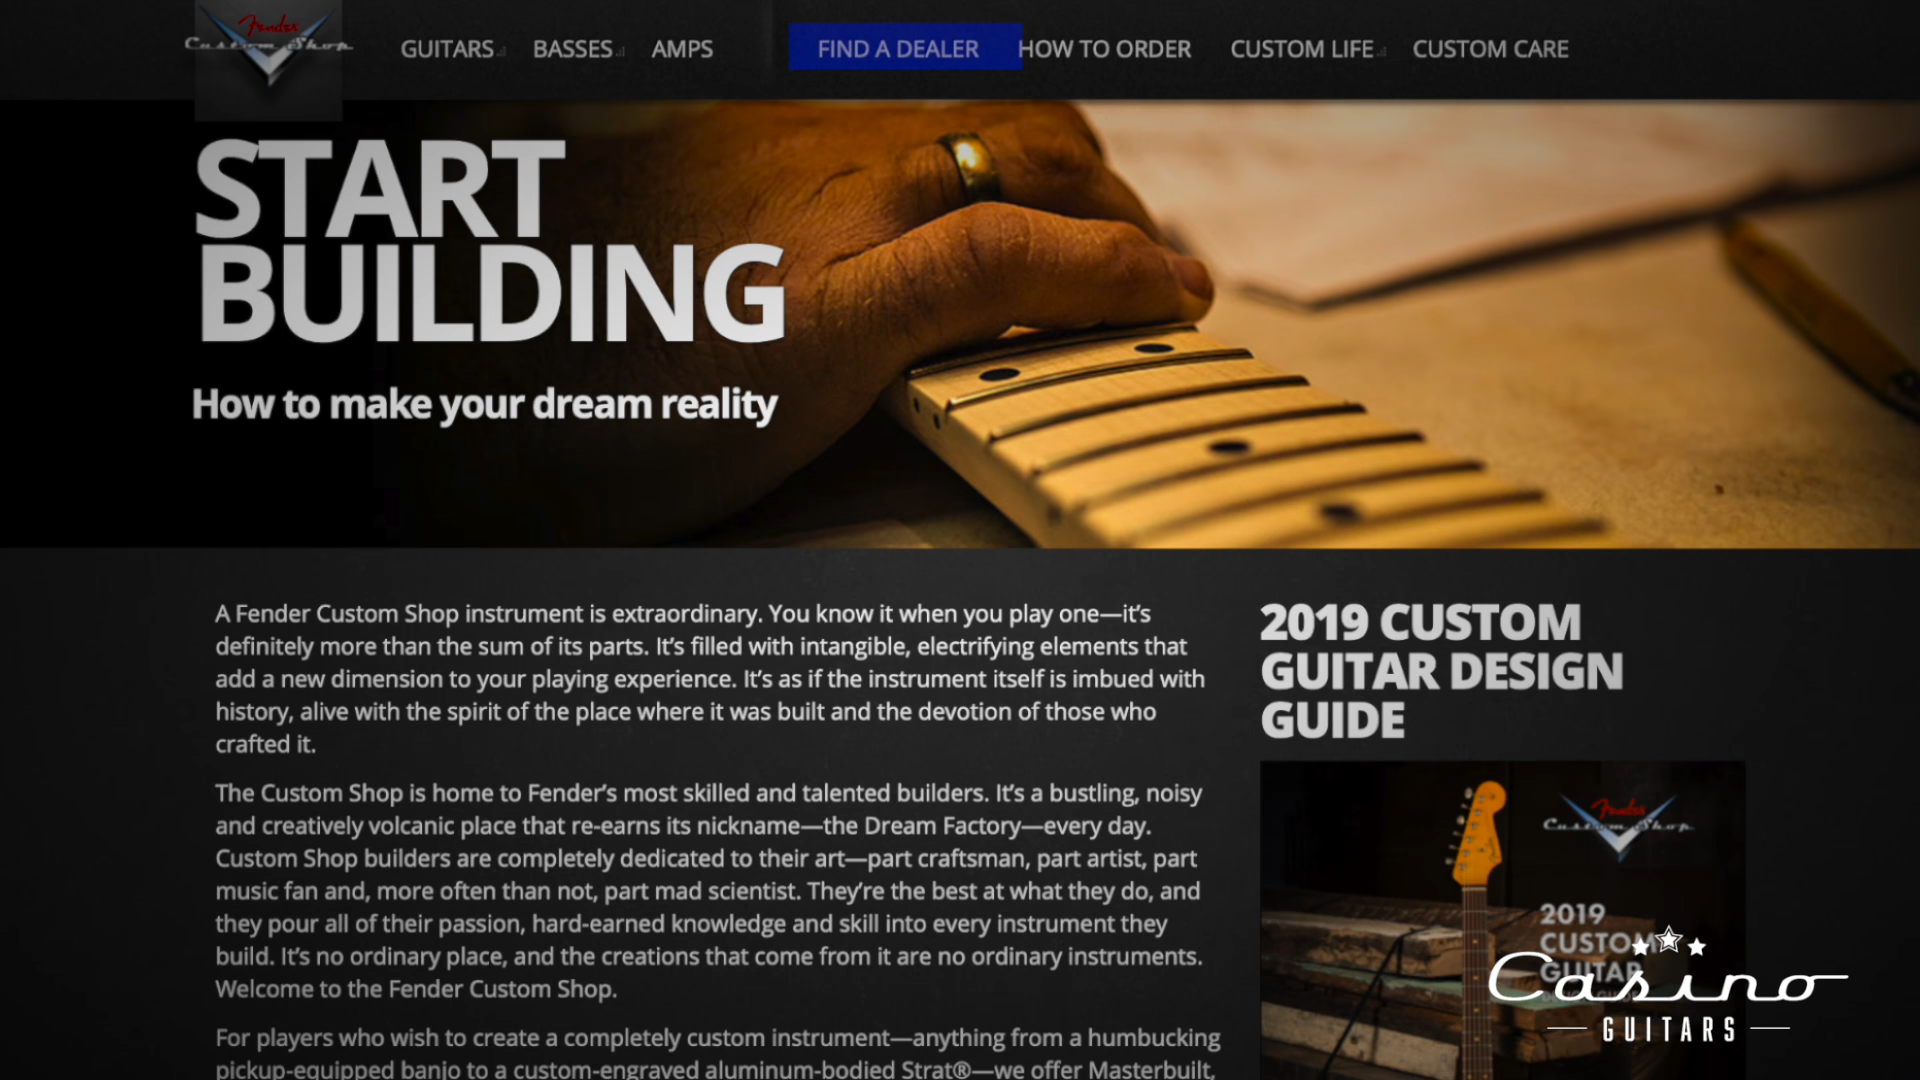 Fender
Custom Shop
GUITARS BASSES AMPS FIND A DEALER HOW TO ORDER CUSTOM LIFE CUSTOM CARE
START
BUILDING
How to make your dream reality
A Fender Custom Shop instrument is extraordinary. You know it when you play one—it’s
definitely more than the sum of its parts. It’s filled with intangible, electrifying elements that
add a new dimension to your playing experience. It’s as if the instrument itself is imbued with
history, alive with the spirit of the place where it was built and the devotion of those who
crafted it.
The Custom Shop is home to Fender’s most skilled and talented builders. It’s a bustling, noisy
and creatively volcanic place that re-earns its nickname—the Dream Factory—every day.
Custom Shop builders are completely dedicated to their art—part craftsman, part artist, part
music fan and, more often than not, part mad scientist. They’re the best at what they do, and
they pour all of their passion, hard-earned knowledge and skill into every instrument they
build. It’s no ordinary place, and the creations that come from it are no ordinary instruments.
Welcome to the Fender Custom Shop.
For players who wish to create a completely custom instrument—anything from a humbucking
pickup-equipped banjo to a custom-engraved aluminum-bodied Strat®—we offer Masterbuilt,
2019 CUSTOM
GUITAR DESIGN
GUIDE
Fender
Custom Shop
2019
CUSTOM
GUITAR
Casino
GUITARS